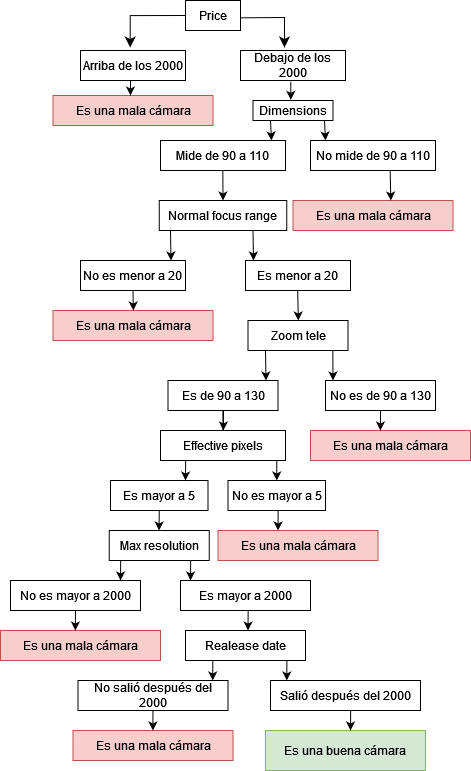 Price
Arriba de los 2000
Debajo de los
2000
Es una mala cámara
Dimensions
Mide de 90 a 110
No mide de 90 a 110
Normal focus range
Es una mala cámara
No es menor a 20
Es menor a 20
Es una mala cámara
Zoom tele
Es de 90 a 130
No es de 90 a 130
Effective pixels
Es una mala cámara
Es mayor a 5
No es mayor a 5
Max resolution
Es una mala cámara
No es mayor a 2000
Es mayor a 2000
Es una mala cámara
Realease date
No salió después del
2000
Salió después del 2000
Es una mala cámara
Es una buena cámara